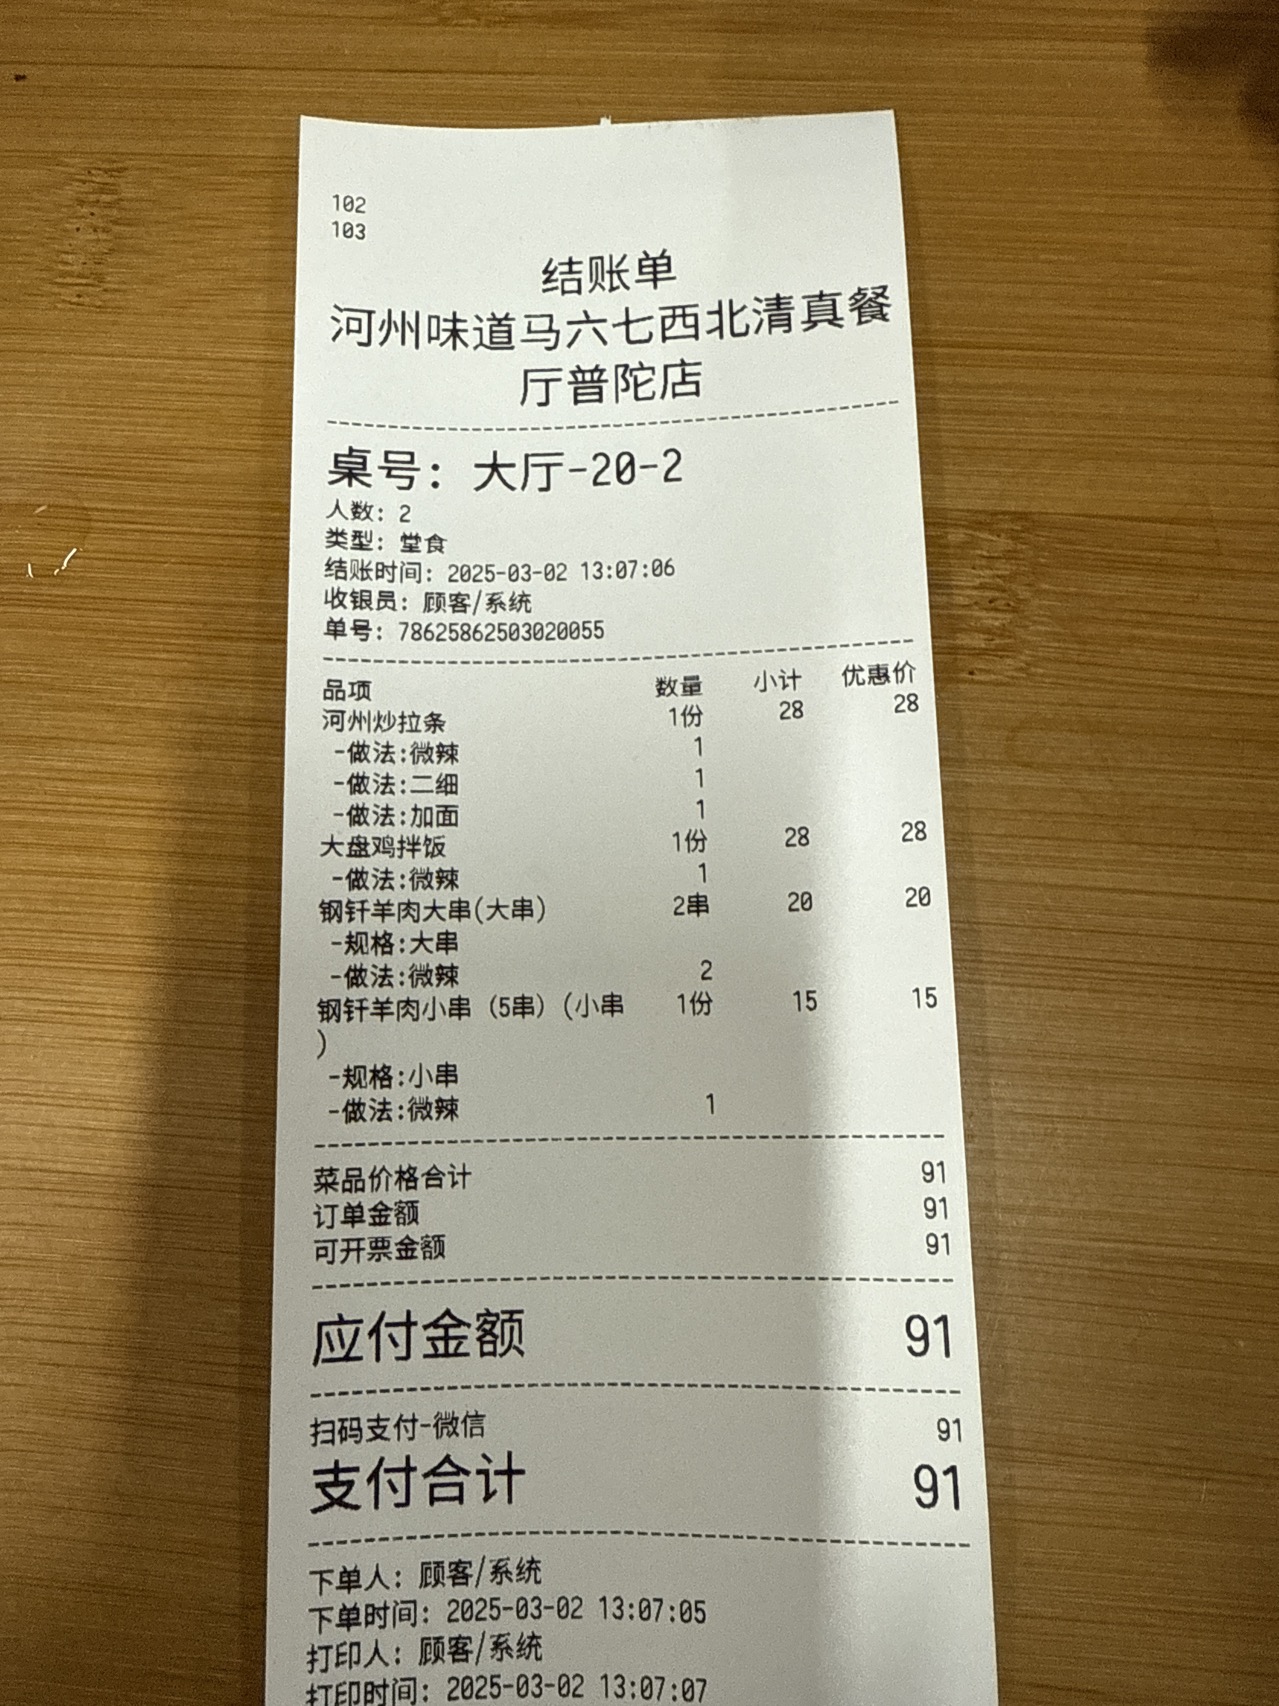 102
103
结账单
河州味道马六七西北清真餐
厅普陀店
桌号：大厅-20-2
人数：2
类型：堂食
结账时间：2025-03-02 13:07:06
收银员：顾客/系统
单号：78625862503020055
品项 数量 小计 优惠价
河州炒拉条 1份 28 28
-做法:微辣 1
-做法:二细 1
-做法:加面 1
大盘鸡拌饭 1份 28 28
-做法:微辣 1
钢钎羊肉大串(大串) 2串 20 20
-规格:大串
-做法:微辣 2
钢钎羊肉小串（5串）(小串 1份 15 15
)
-规格:小串
-做法:微辣 1
菜品价格合计 91
订单金额 91
可开票金额 91
应付金额 91
扫码支付-微信 91
支付合计 91
下单人：顾客/系统
下单时间：2025-03-02 13:07:05
打印人：顾客/系统
打印时间：2025-03-02 13:07:07